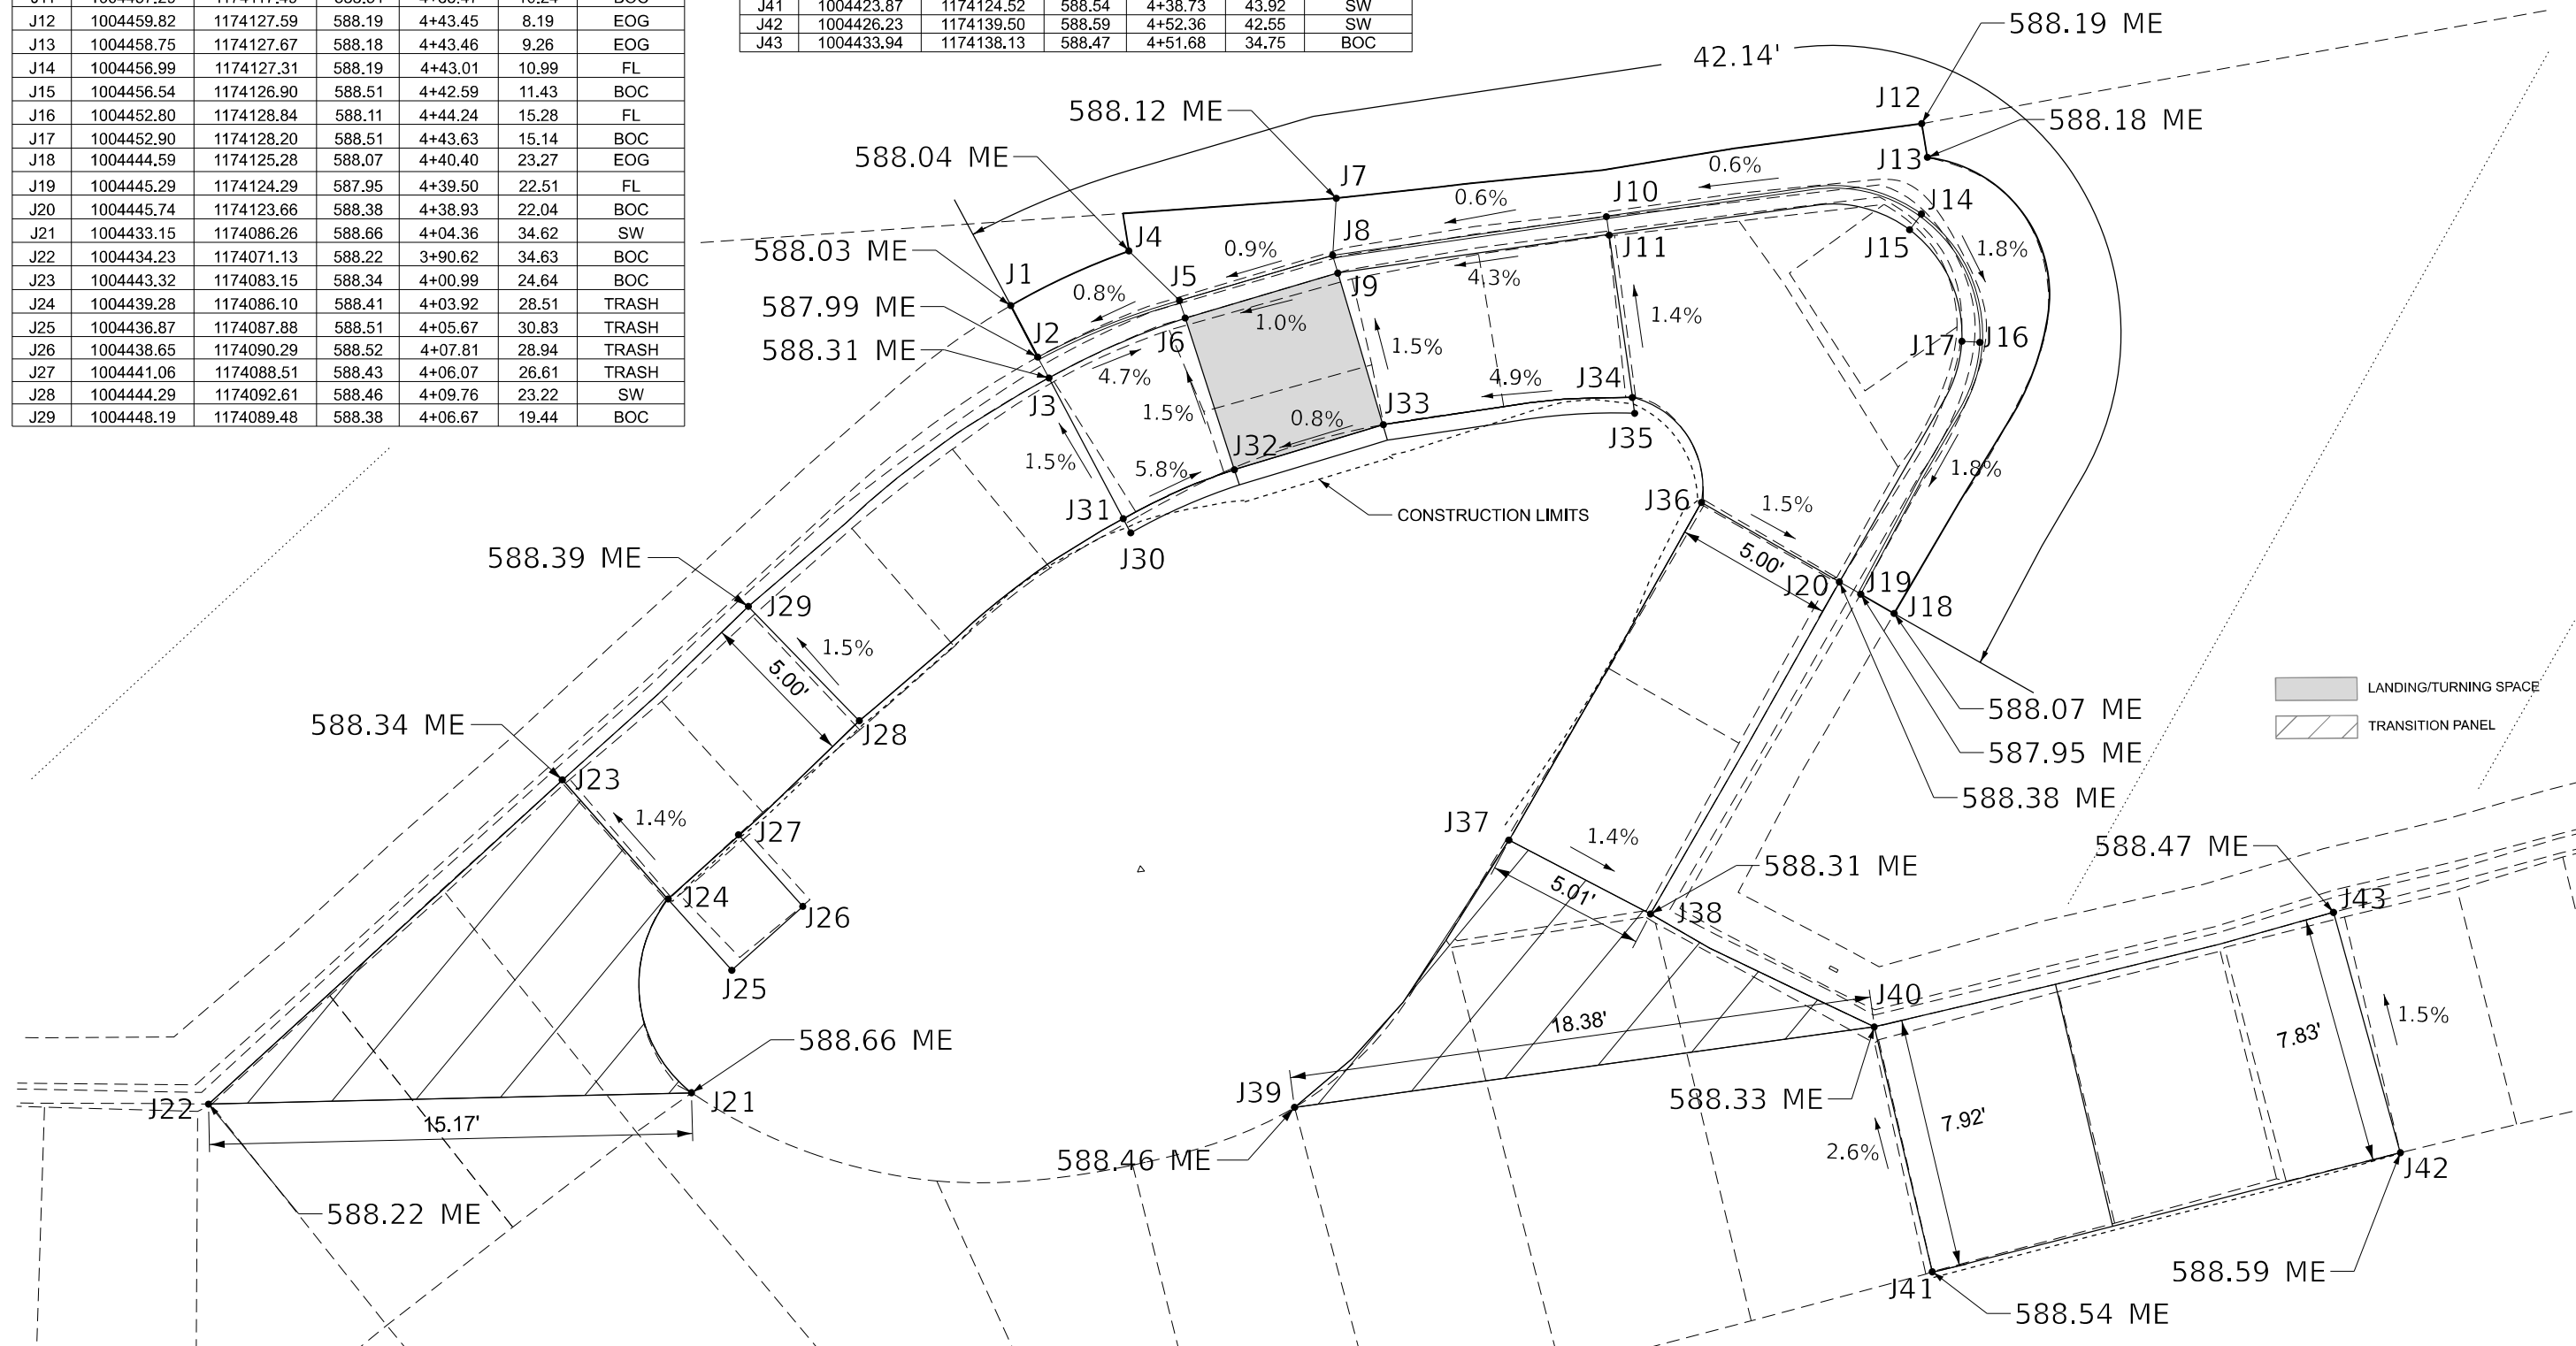 J12 1004459.82 1174127.59 588.19 4+43.45 8.19 EOG
J13 1004458.75 1174127.67 588.18 4+43.46 9.26 EOG
J14 1004456.99 1174127.31 588.19 4+43.01 10.99 FL
J15 1004456.54 1174126.90 588.51 4+42.59 11.43 BOC
J16 1004452.80 1174128.84 588.11 4+44.24 15.28 FL
J17 1004452.90 1174128.20 588.51 4+43.63 15.14 BOC
J18 1004444.59 1174125.28 588.07 4+40.40 23.27 EOG
J19 1004445.29 1174124.29 587.95 4+39.50 22.51 FL
J20 1004445.74 1174123.66 588.38 4+38.93 22.04 BOC
J21 1004433.15 1174086.26 588.66 4+04.36 34.62 SW
J22 1004434.23 1174071.13 588.22 3+90.62 34.63 BOC
J23 1004443.32 1174083.15 588.34 4+00.99 24.64 BOC
J24 1004439.28 1174086.10 588.41 4+03.92 28.51 TRASH
J25 1004436.87 1174087.88 588.51 4+05.67 30.83 TRASH
J26 1004438.65 1174090.29 588.52 4+07.81 28.94 TRASH
J27 1004441.06 1174088.51 588.43 4+06.07 26.61 TRASH
J28 1004444.29 1174092.61 588.46 4+09.76 23.22 SW
J29 1004448.19 1174089.48 588.38 4+06.67 19.44 BOC
J41 1004423.87 1174124.52 588.54 4+38.73 43.92 SW
J42 1004426.23 1174139.50 588.59 4+52.36 42.55 SW
J43 1004433.94 1174138.13 588.47 4+51.68 34.75 BOC
588.19 ME
42.14'
J12
588.12 ME
588.18 ME
J13
588.04 ME
J7
0.6%
J4
0.6%
J10
J14
588.03 ME
J8
J11
J15
1.8%
J1
0.9%
J5
J9
4.3%
587.99 ME
0.8%
J2
1.0%
1.4%
588.31 ME
J6
1.5%
J17
J16
4.7%
4.9%
J34
J3
1.5%
0.8%
J33
J35
1.5%
5.8%
J32
1.8%
J31
J36
1.5%
CONSTRUCTION LIMITS
J30
588.39 ME
5.00'
J20
J19
J29
J18
1.5%
5.00'
LANDING/TURNING SPACE
J28
588.07 ME
588.34 ME
TRANSITION PANEL
587.95 ME
J23
588.38 ME
1.4%
J37
J27
1.4%
588.47 ME
588.31 ME
5.01'
J24
J43
J26
J38
J25
J40
588.66 ME
18.38'
1.5%
7.83'
J39
J22
J21
588.33 ME
7.92'
15.17'
2.6%
588.46 ME
J42
588.22 ME
588.59 ME
J41
588.54 ME